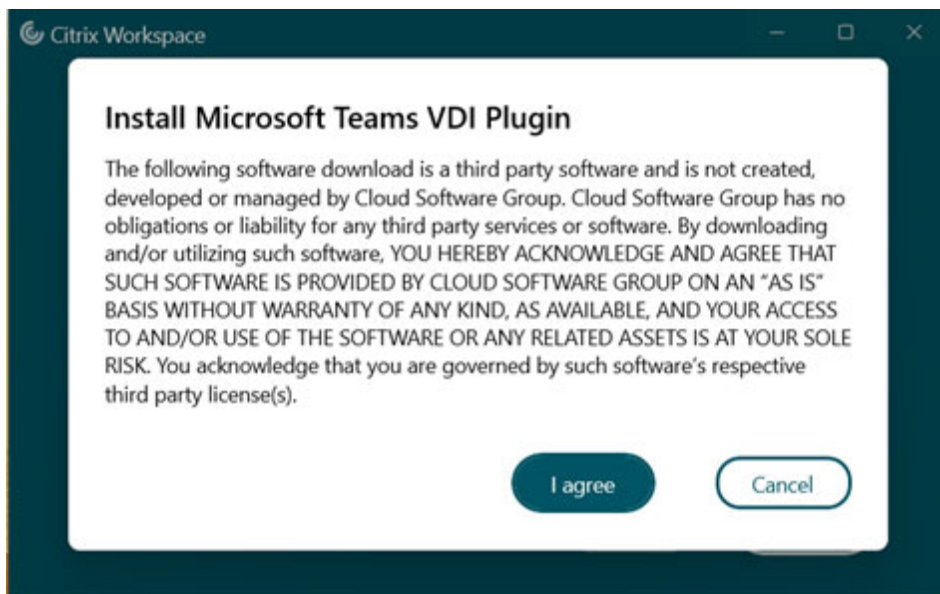 Citrix Workspace
Install Microsoft Teams VDI Plugin
The following software download is a third party software and is not created,
developed or managed by Cloud Software Group. Cloud Software Group has no
obligations or liability for any third party services or software. By downloading
and/or utilizing such software, YOU HEREBY ACKNOWLEDGE AND AGREE THAT
SUCH SOFTWARE IS PROVIDED BY CLOUD SOFTWARE GROUP ON AN “AS IS”
BASIS WITHOUT WARRANTY OF ANY KIND, AS AVAILABLE, AND YOUR ACCESS
TO AND/OR USE OF THE SOFTWARE OR ANY RELATED ASSETS IS AT YOUR SOLE
RISK. You acknowledge that you are governed by such software’s respective
third party license(s).
I agree
Cancel